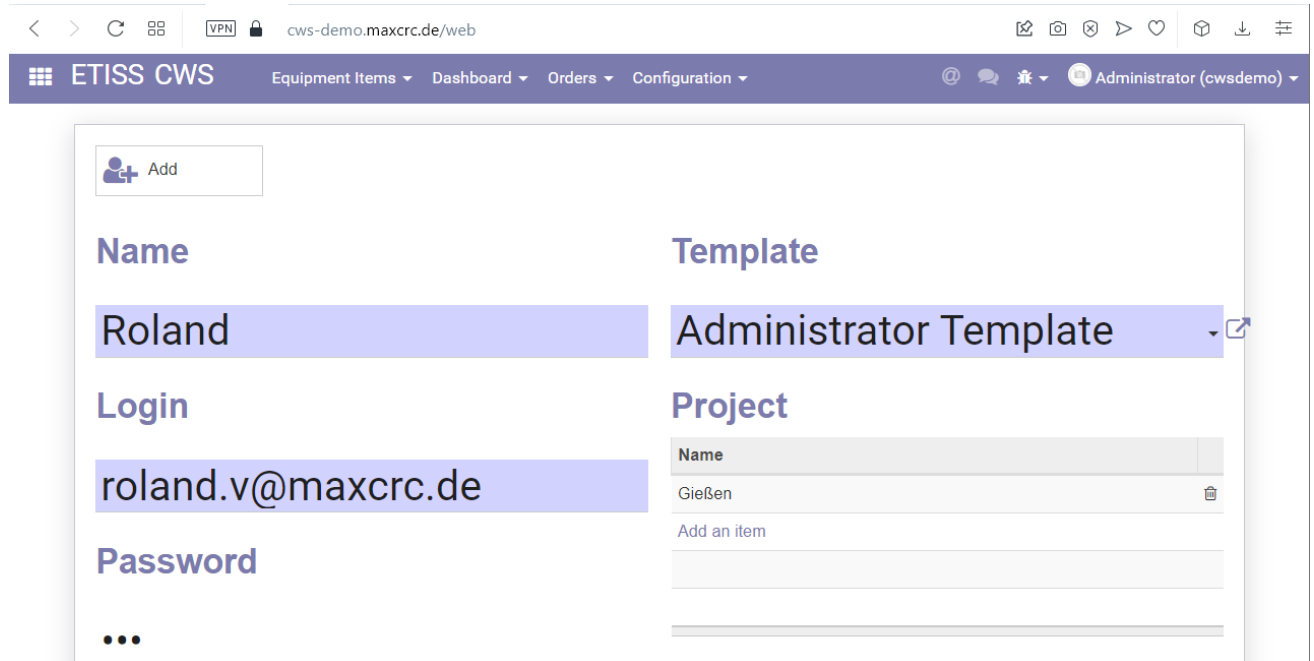 VPN cws-demo.maxcrc.de/web
ETISS CWS Equipment Items Dashboard Orders Configuration @ Administrator (cwsdemo)
Add
Name
Roland
Login
roland.v@maxcrc.de
Password
•••
Template
Administrator Template
Project
Name
Gießen
Add an item